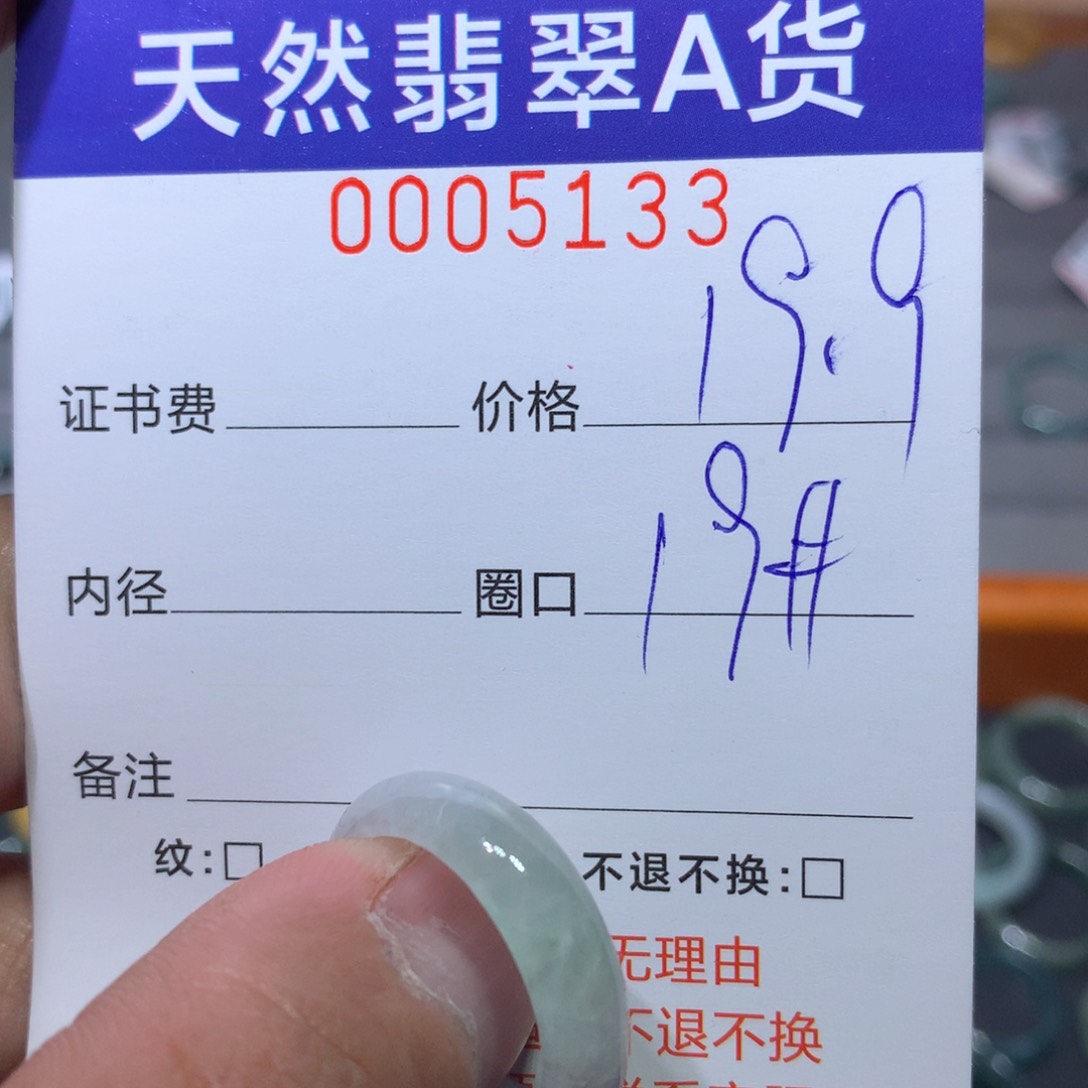 天然翡翠A货
0005133
证书费 价格 19.9
内径 圈口 19#
备注
纹:□ 不退不换:□
无理由
不退不换